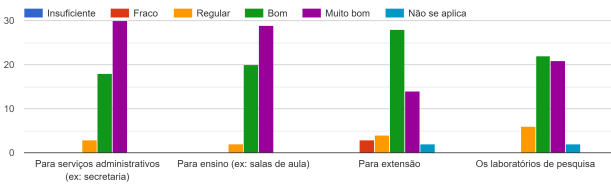 Insuficiente Fraco Regular Bom Muito bom Não se aplica
30
20
10
0
Para serviços administrativos Para ensino (ex: salas de aula) Para extensão Os laboratórios de pesquisa
(ex: secretaria)